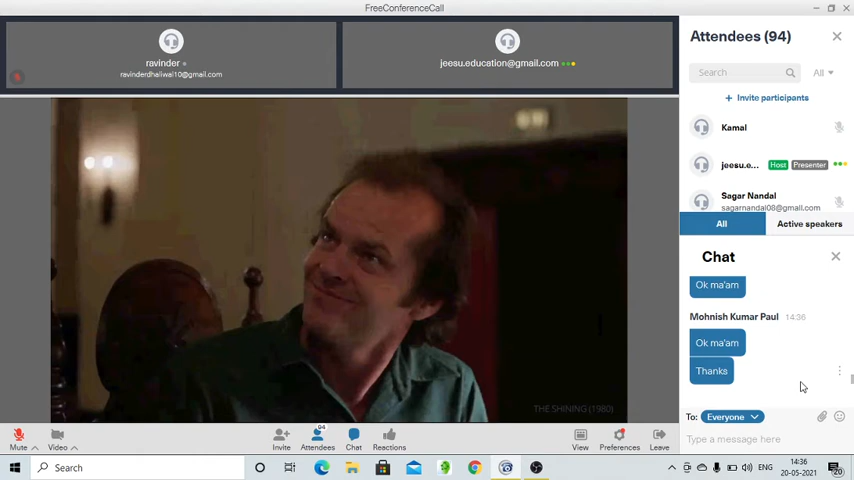 FreeConferenceCall
ravinder
ravinderdhaliwal10@gmail.com
jeesu.education@gmail.com
THE SHINING (1980)
Attendees (94)
Search
All
+ Invite participants
Kamal
jeesu.e...
Host
Presenter
Sagar Nandal
sagarnandal08@gmail.com
All
Active speakers
Chat
Ok ma'am
Mohnish Kumar Paul 14:36
Ok ma'am
Thanks
To: Everyone
Type a message here
Mute
Video
Invite
94
Attendees
Chat
Reactions
View
Preferences
Leave
Search
ENG
14:36
20-05-2021
20